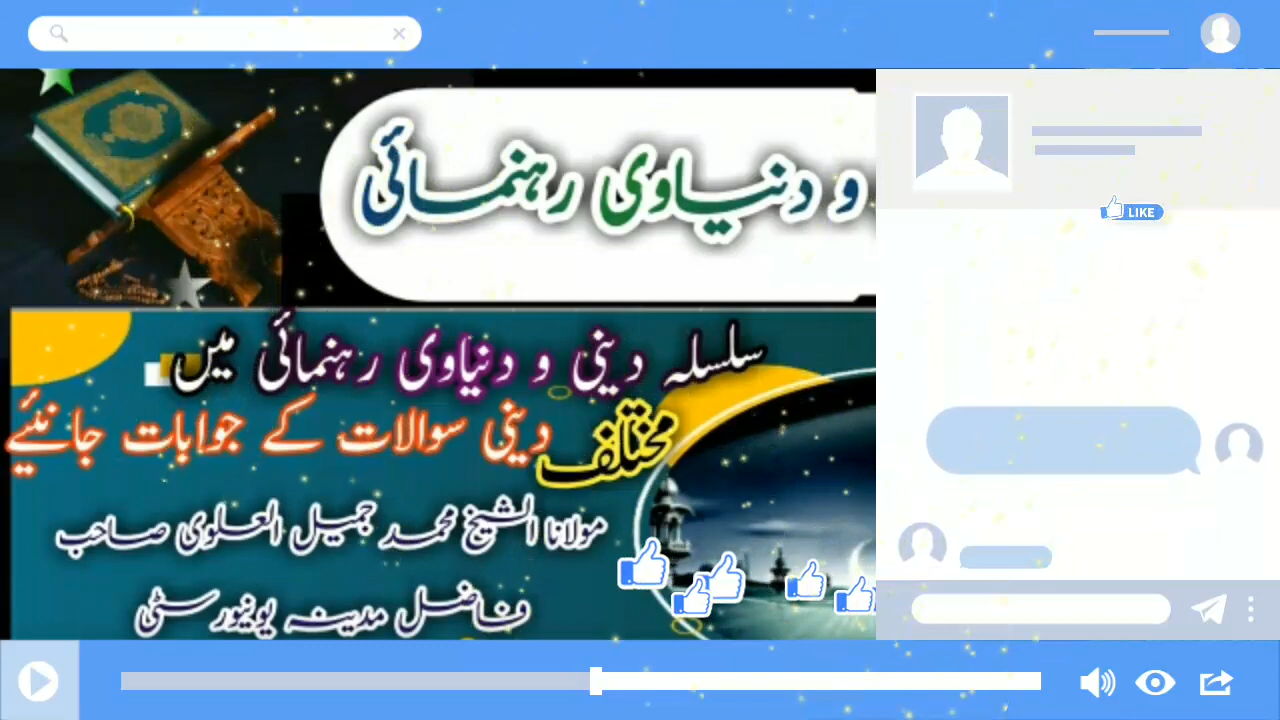 LIKE
و دنیاوی رہنمائی
سلسلہ دینی و دنیاوی رہنمائی میں
مختلف دینی سوالات کے جوابات جانئیے
مولانا الشیخ محمد جمیل العلوی صاحب
فاضل مدینہ یونیورسٹی